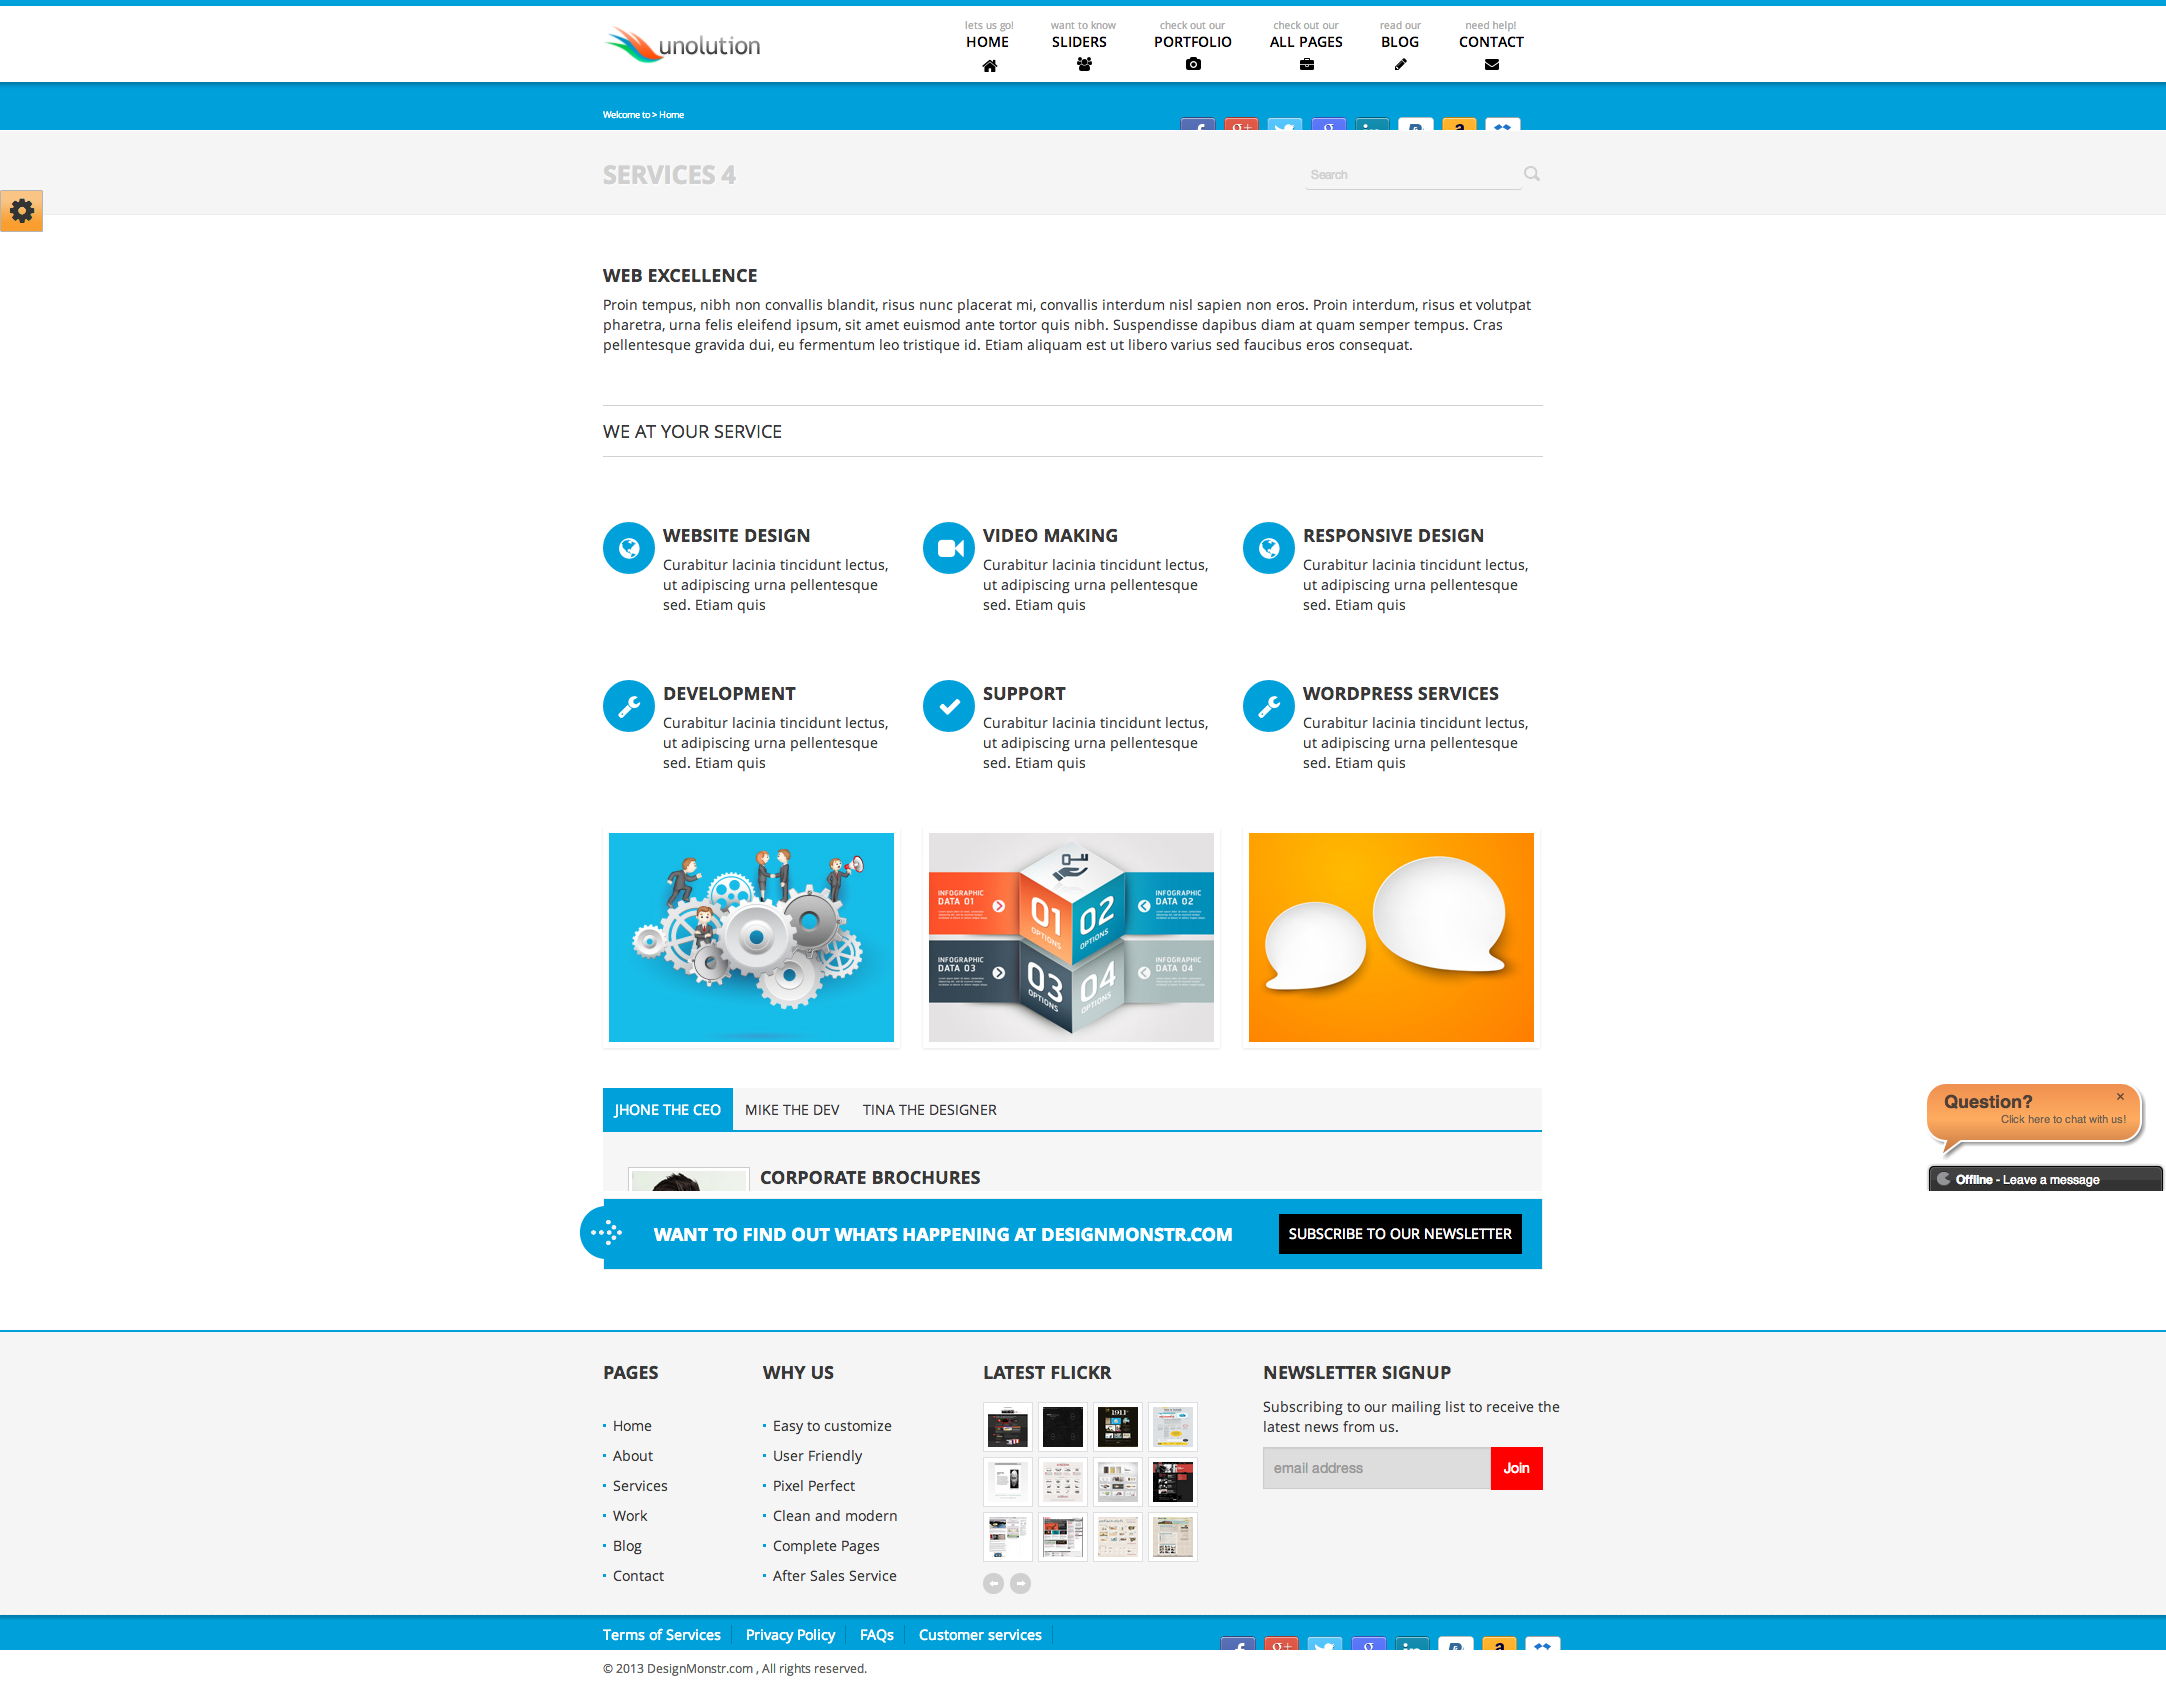 unolution
lets us go!
HOME
want to know
SLIDERS
check out our
PORTFOLIO
check out our
ALL PAGES
read our
BLOG
need help!
CONTACT
Welcome to > Home
SERVICES 4
Search
WEB EXCELLENCE
Proin tempus, nibh non convallis blandit, risus nunc placerat mi, convallis interdum nisl sapien non eros. Proin interdum, risus et volutpat
pharetra, urna felis eleifend ipsum, sit amet euismod ante tortor quis nibh. Suspendisse dapibus diam at quam semper tempus. Cras
pellentesque gravida dui, eu fermentum leo tristique id. Etiam aliquam est ut libero varius sed faucibus eros consequat.
WE AT YOUR SERVICE
WEBSITE DESIGN
Curabitur lacinia tincidunt lectus,
ut adipiscing urna pellentesque
sed. Etiam quis
VIDEO MAKING
Curabitur lacinia tincidunt lectus,
ut adipiscing urna pellentesque
sed. Etiam quis
RESPONSIVE DESIGN
Curabitur lacinia tincidunt lectus,
ut adipiscing urna pellentesque
sed. Etiam quis
DEVELOPMENT
Curabitur lacinia tincidunt lectus,
ut adipiscing urna pellentesque
sed. Etiam quis
SUPPORT
Curabitur lacinia tincidunt lectus,
ut adipiscing urna pellentesque
sed. Etiam quis
WORDPRESS SERVICES
Curabitur lacinia tincidunt lectus,
ut adipiscing urna pellentesque
sed. Etiam quis
INFOGRAPHIC
DATA 01
01
OPTIONS
02
OPTIONS
INFOGRAPHIC
DATA 02
INFOGRAPHIC
DATA 03
03
OPTIONS
04
OPTIONS
INFOGRAPHIC
DATA 04
JHONE THE CEO
MIKE THE DEV
TINA THE DESIGNER
Question?
Click here to chat with us!
Offline - Leave a message
CORPORATE BROCHURES
WANT TO FIND OUT WHATS HAPPENING AT DESIGNMONSTR.COM
SUBSCRIBE TO OUR NEWSLETTER
PAGES
Home
About
Services
Work
Blog
Contact
WHY US
Easy to customize
User Friendly
Pixel Perfect
Clean and modern
Complete Pages
After Sales Service
LATEST FLICKR
1911
NEWSLETTER SIGNUP
Subscribing to our mailing list to receive the
latest news from us.
email address
Join
Terms of Services
Privacy Policy
FAQs
Customer services
© 2013 DesignMonstr.com , All rights reserved.